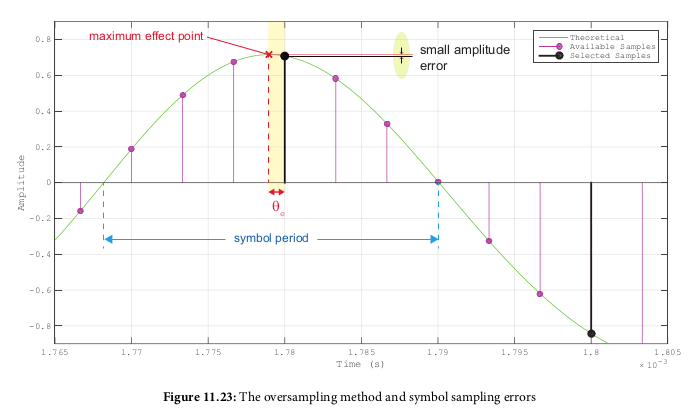 maximum effect point
small amplitude
error
Theoretical
Available Samples
Selected Samples
0.8
0.6
0.4
0.2
0
-0.2
-0.4
-0.6
-0.8
Amplitude
θ
symbol period
1.765
1.77
1.775
1.78
1.785
1.79
1.795
1.8
1.805
Time (s)
×10⁻³
Figure 11.23: The oversampling method and symbol sampling errors